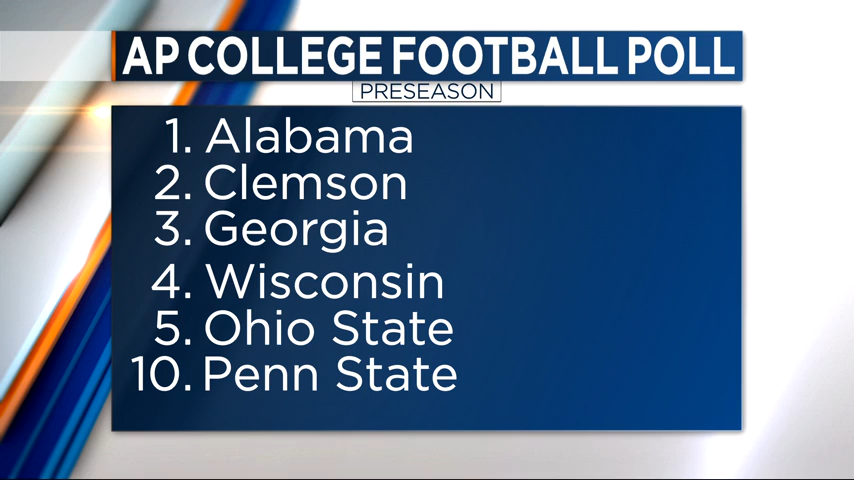 AP COLLEGE FOOTBALL POLL
PRESEASON
1. Alabama
2. Clemson
3. Georgia
4. Wisconsin
5. Ohio State
10. Penn State